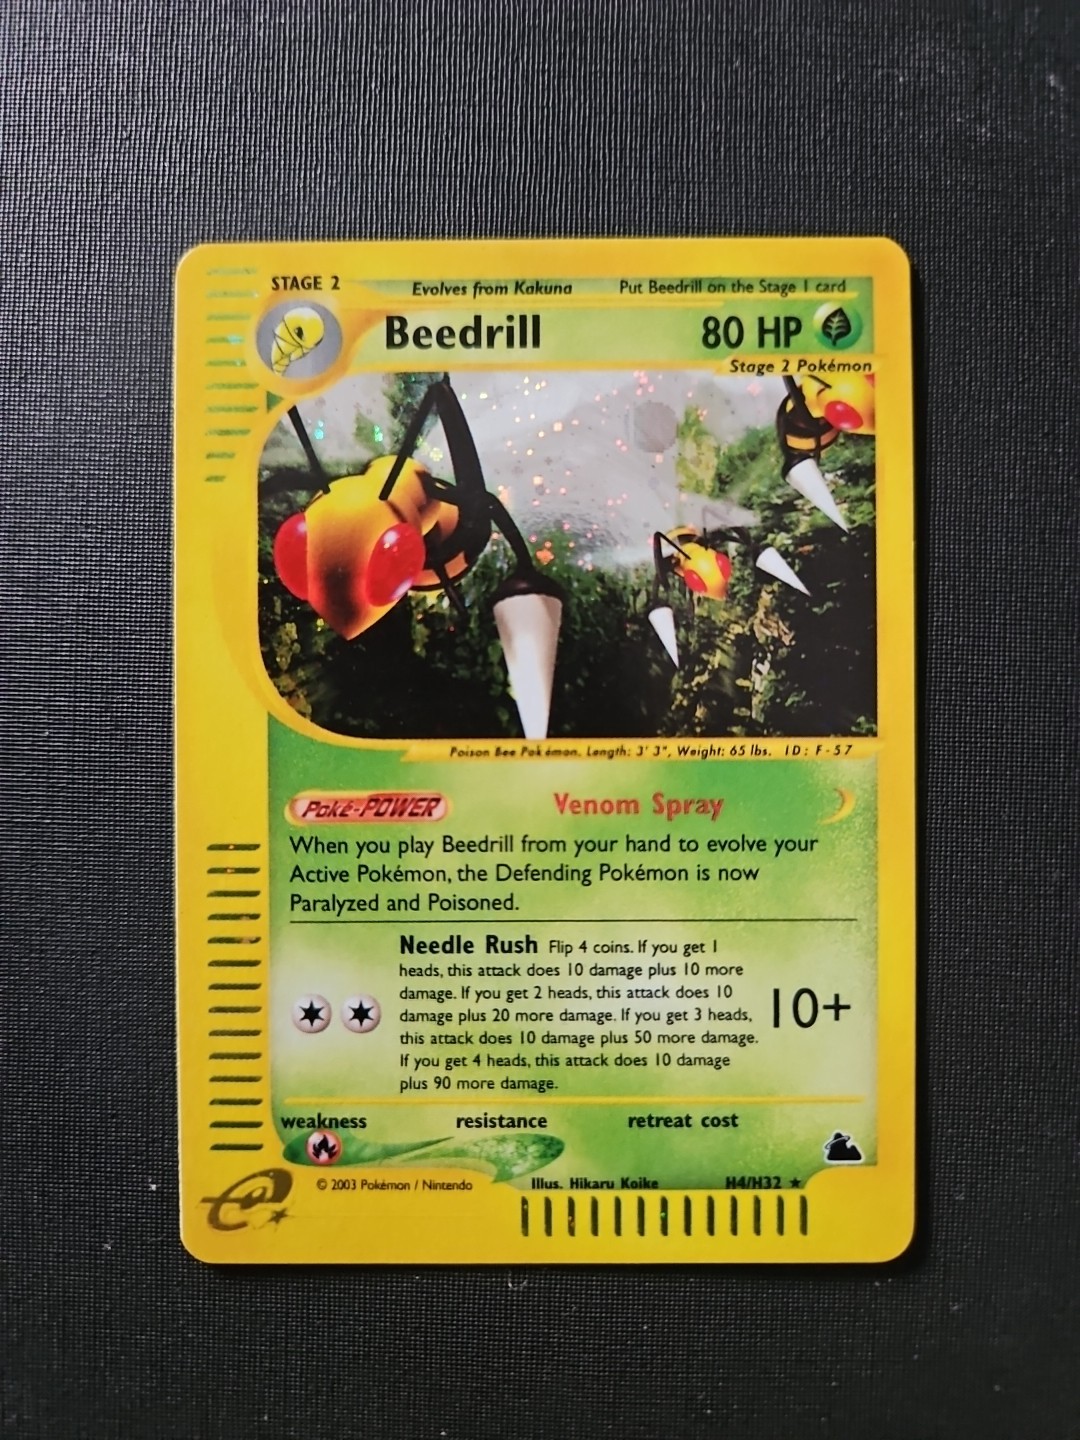 STAGE 2 Evolves from Kakuna Put Beedrill on the Stage 1 card
Beedrill 80 HP
Stage 2 Pokémon
Poison Bee Pokémon. Length: 3' 3", Weight: 65 lbs. ID: F-57
Poké-POWER Venom Spray
When you play Beedrill from your hand to evolve your
Active Pokémon, the Defending Pokémon is now
Paralyzed and Poisoned.
Needle Rush Flip 4 coins. If you get 1
heads, this attack does 10 damage plus 10 more
damage. If you get 2 heads, this attack does 10
damage plus 20 more damage. If you get 3 heads,
this attack does 10 damage plus 50 more damage.
If you get 4 heads, this attack does 10 damage
plus 90 more damage.
10+
weakness resistance retreat cost
© 2003 Pokémon / Nintendo Illus. Hikaru Koike H4/H32 ★
e